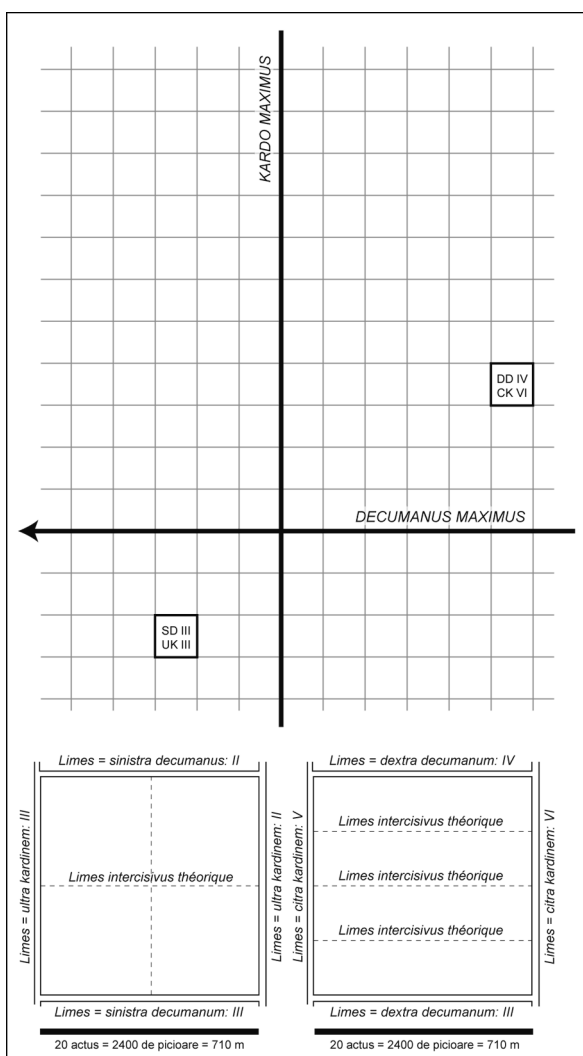 KARDO MAXIMUS
DD IV
CK VI
DECUMANUS MAXIMUS
SD III
UK III
Limes = sinistra decumanus: II
Limes = ultra kardinem: III
Limes intercisivus théorique
Limes = ultra kardinem: II
Limes = sinistra decumanum: III
20 actus = 2400 de picioare = 710 m
Limes = dextra decumanum: IV
Limes = citra kardinem: V
Limes intercisivus théorique
Limes intercisivus théorique
Limes intercisivus théorique
Limes = citra kardinem: VI
Limes = dextra decumanum: III
20 actus = 2400 de picioare = 710 m